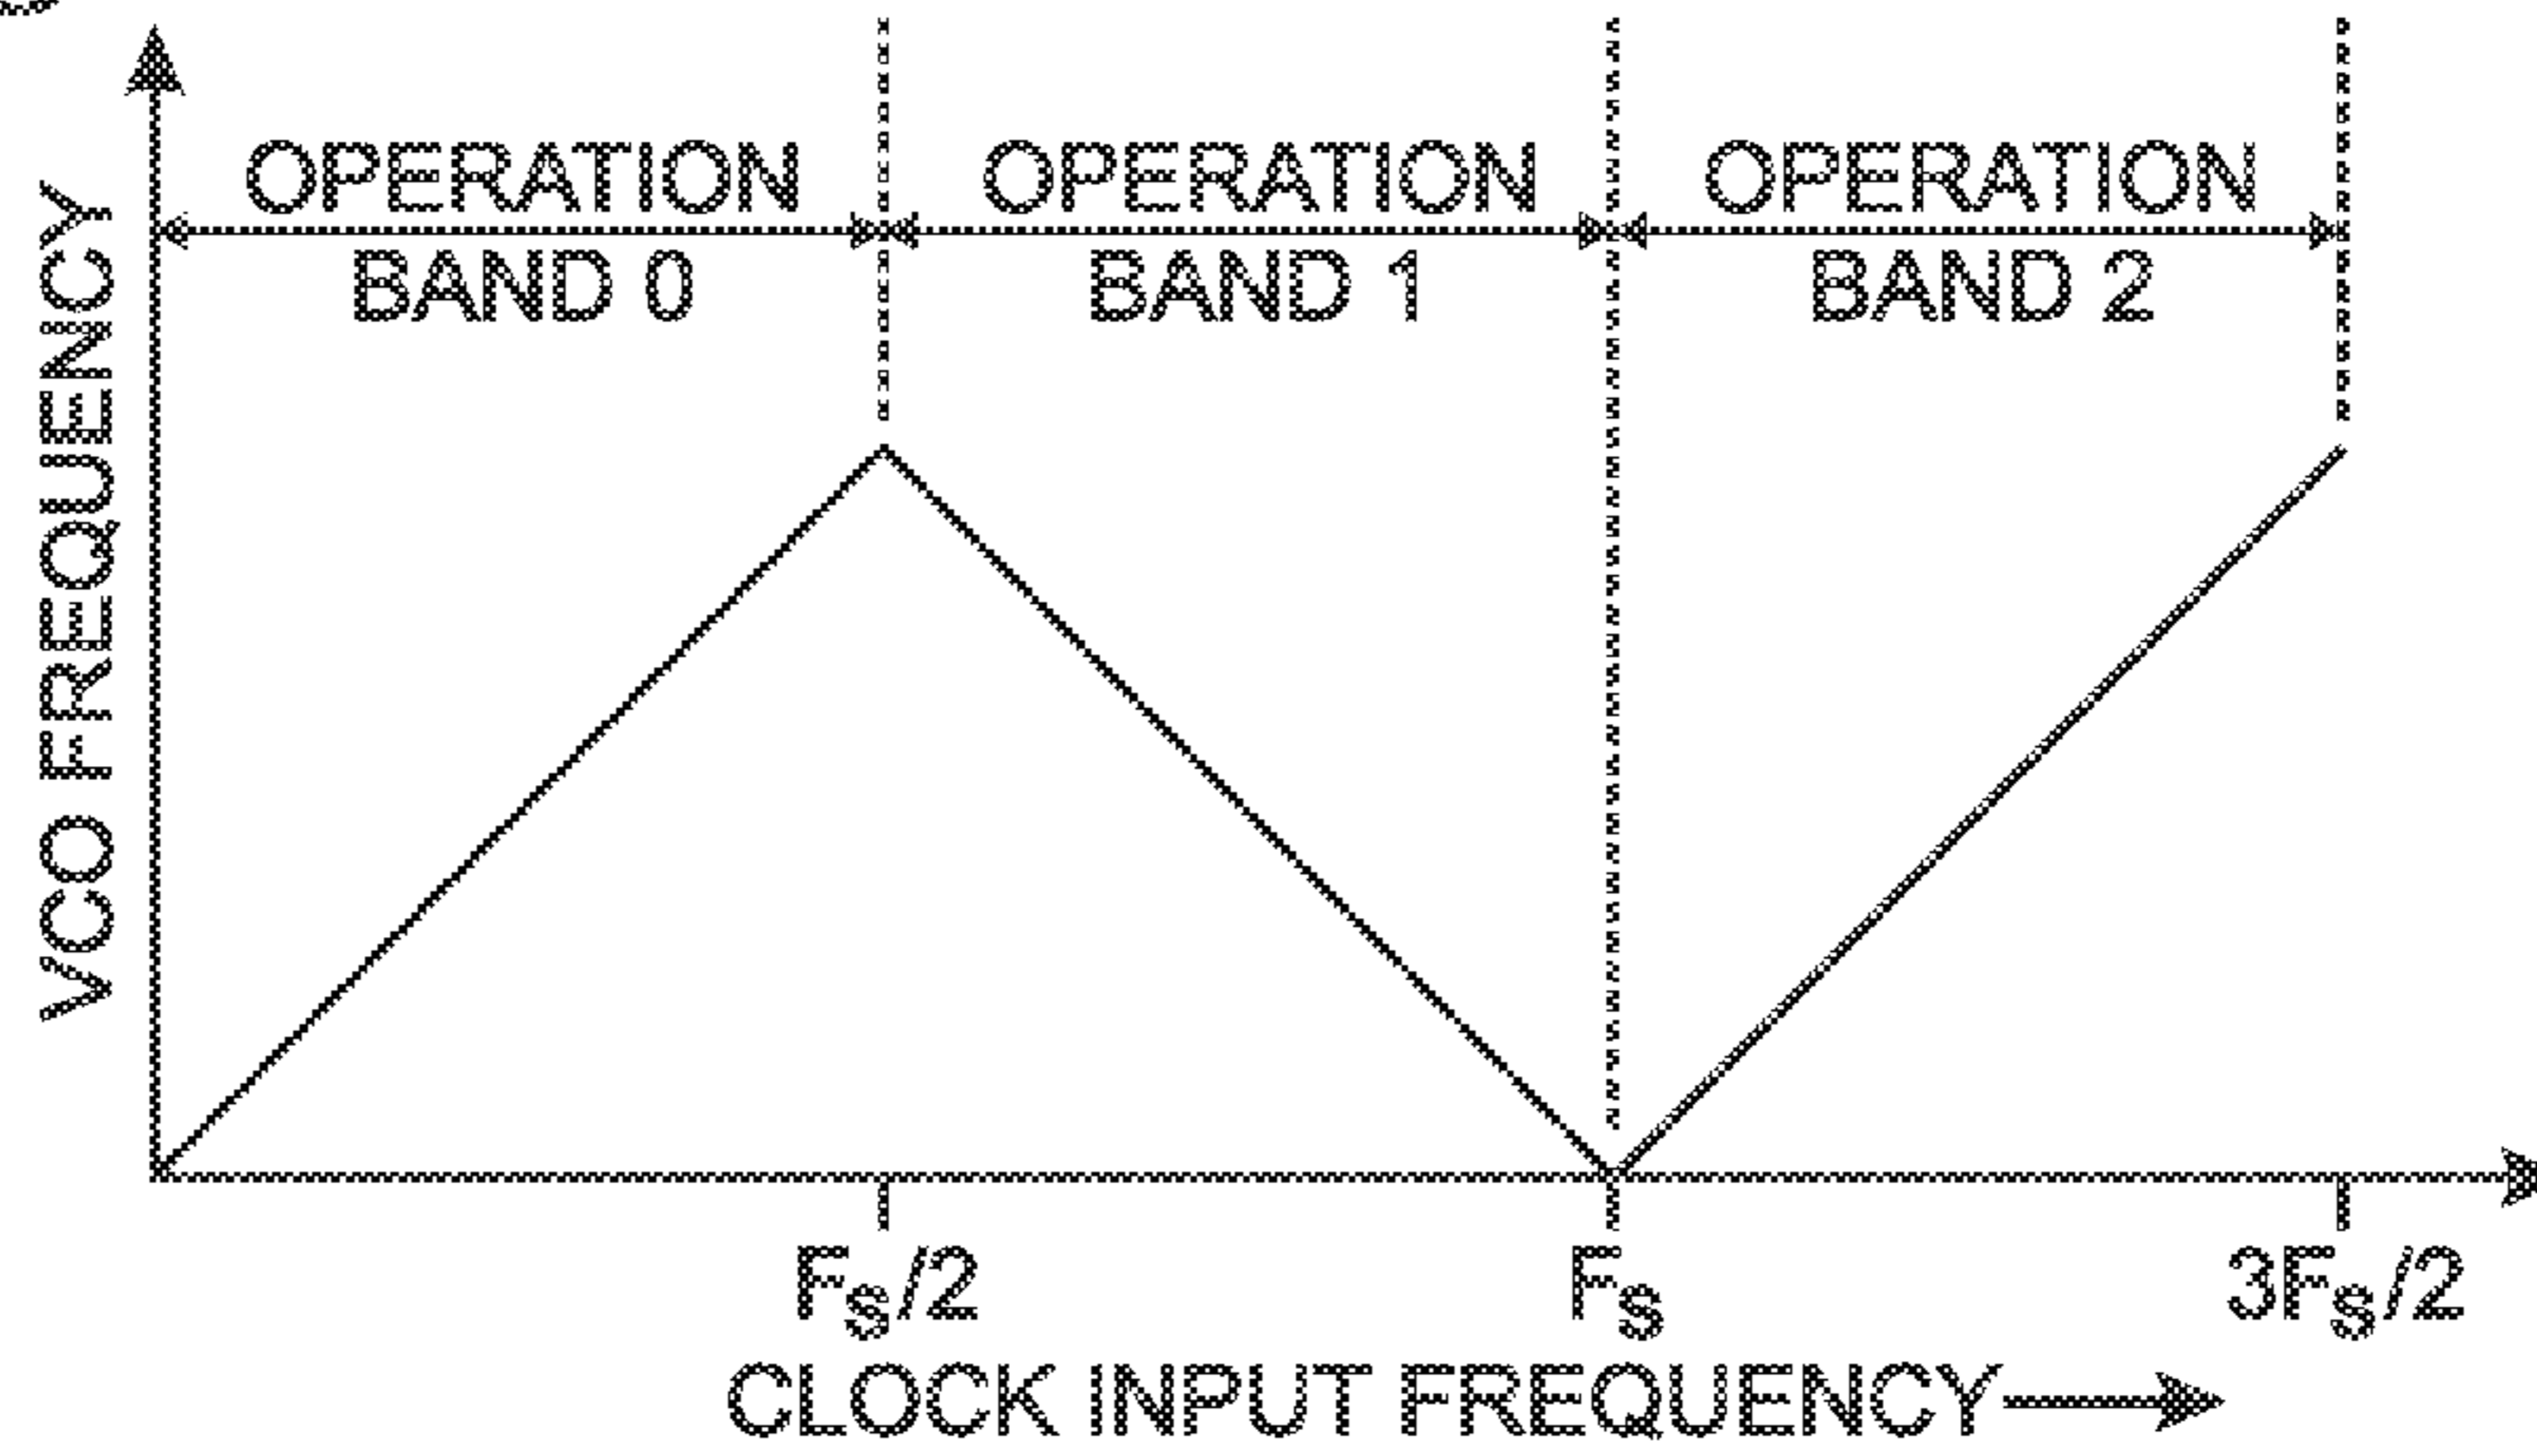 OPERATION
BAND 0
OPERATION
BAND 1
OPERATION
BAND 2
VCO FREQUENCY
FS/2
FS
3FS/2
CLOCK INPUT FREQUENCY